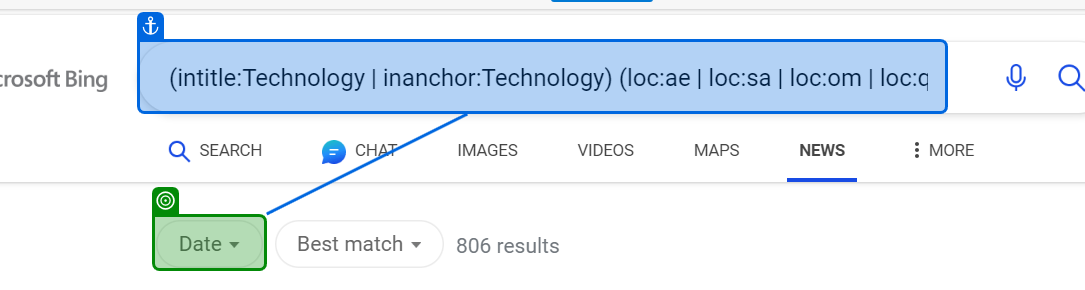 (intitle:Technology | inanchor:Technology) (loc:ae | loc:sa | loc:om | loc:q
crosoft Bing
SEARCH CHAT IMAGES VIDEOS MAPS NEWS MORE
Date Best match 806 results